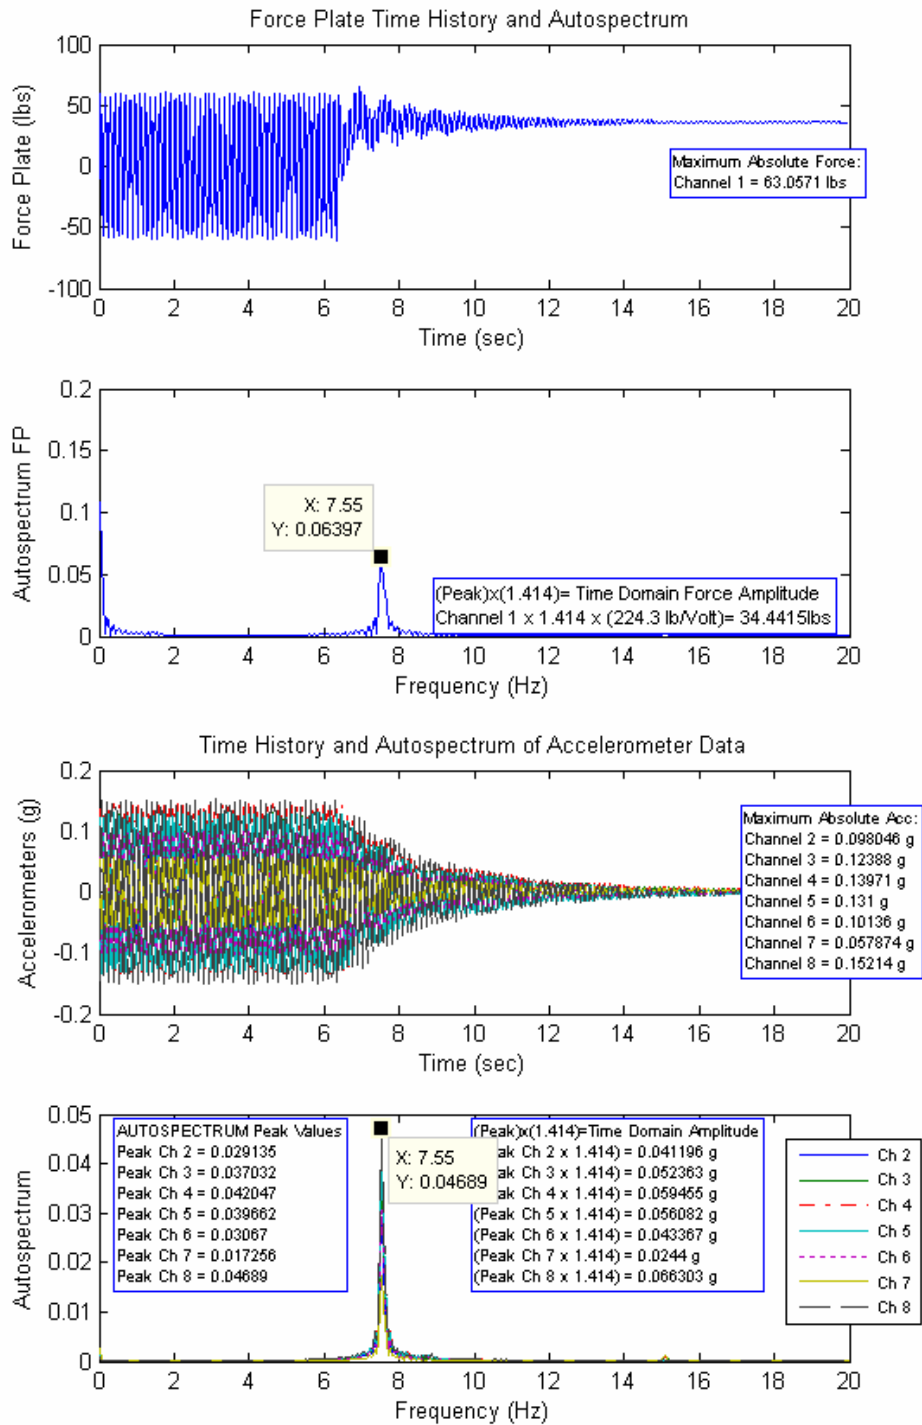 Force Plate Time History and Autospectrum
100
50
0
-50
-100
Force Plate (lbs)
Maximum Absolute Force:
Channel 1 = 63.0571 lbs
0 2 4 6 8 10 12 14 16 18 20
Time (sec)
0.2
0.15
0.1
0.05
0
Autospectrum FP
X: 7.55
Y: 0.06397
(Peak)x(1.414)= Time Domain Force Amplitude
Channel 1 x 1.414 x (224.3 lb/Volt)= 34.4415lbs
0 2 4 6 8 10 12 14 16 18 20
Frequency (Hz)
Time History and Autospectrum of Accelerometer Data
0.2
0.1
0
-0.1
-0.2
Accelerometers (g)
Maximum Absolute Acc:
Channel 2 = 0.098046 g
Channel 3 = 0.12388 g
Channel 4 = 0.13971 g
Channel 5 = 0.131 g
Channel 6 = 0.10136 g
Channel 7 = 0.057874 g
Channel 8 = 0.15214 g
0 2 4 6 8 10 12 14 16 18 20
Time (sec)
0.05
0.04
0.03
0.02
0.01
0
Autospectrum
AUTOSPECTRUM Peak Values
Peak Ch 2 = 0.029135
Peak Ch 3 = 0.037032
Peak Ch 4 = 0.042047
Peak Ch 5 = 0.039662
Peak Ch 6 = 0.03067
Peak Ch 7 = 0.017256
Peak Ch 8 = 0.04689
X: 7.55
Y: 0.04689
(Peak)x(1.414)=Time Domain Amplitude
(Peak Ch 2 x 1.414) = 0.041196 g
Ch 3 x 1.414) = 0.052363 g
Ch 4 x 1.414) = 0.059455 g
(Peak Ch 5 x 1.414) = 0.056082 g
(Peak Ch 6 x 1.414) = 0.043367 g
(Peak Ch 7 x 1.414) = 0.0244 g
(Peak Ch 8 x 1.414) = 0.066303 g
Ch 2
Ch 3
Ch 4
Ch 5
Ch 6
Ch 7
Ch 8
0 2 4 6 8 10 12 14 16 18 20
Frequency (Hz)